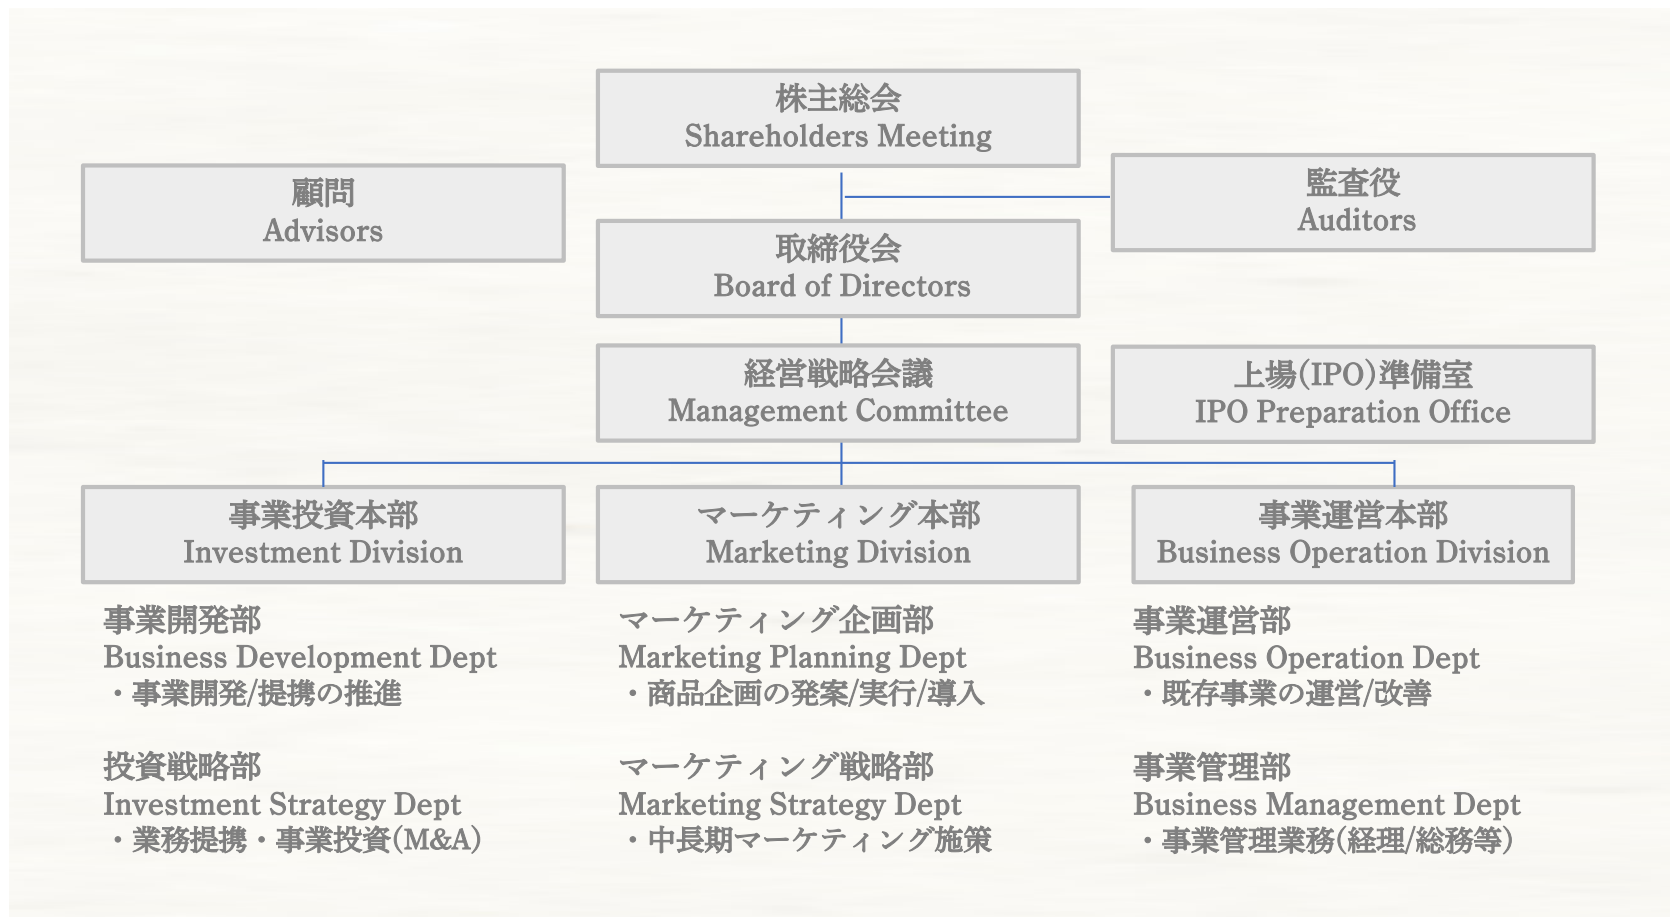 株主総会
Shareholders Meeting
顧問
Advisors
監査役
Auditors
取締役会
Board of Directors
経営戦略会議
Management Committee
上場(IPO)準備室
IPO Preparation Office
事業投資本部
Investment Division
マーケティング本部
Marketing Division
事業運営本部
Business Operation Division
事業開発部
Business Development Dept
・事業開発/提携の推進
投資戦略部
Investment Strategy Dept
・業務提携・事業投資(M&A)
マーケティング企画部
Marketing Planning Dept
・商品企画の発案/実行/導入
マーケティング戦略部
Marketing Strategy Dept
・中長期マーケティング施策
事業運営部
Business Operation Dept
・既存事業の運営/改善
事業管理部
Business Management Dept
・事業管理業務(経理/総務等)